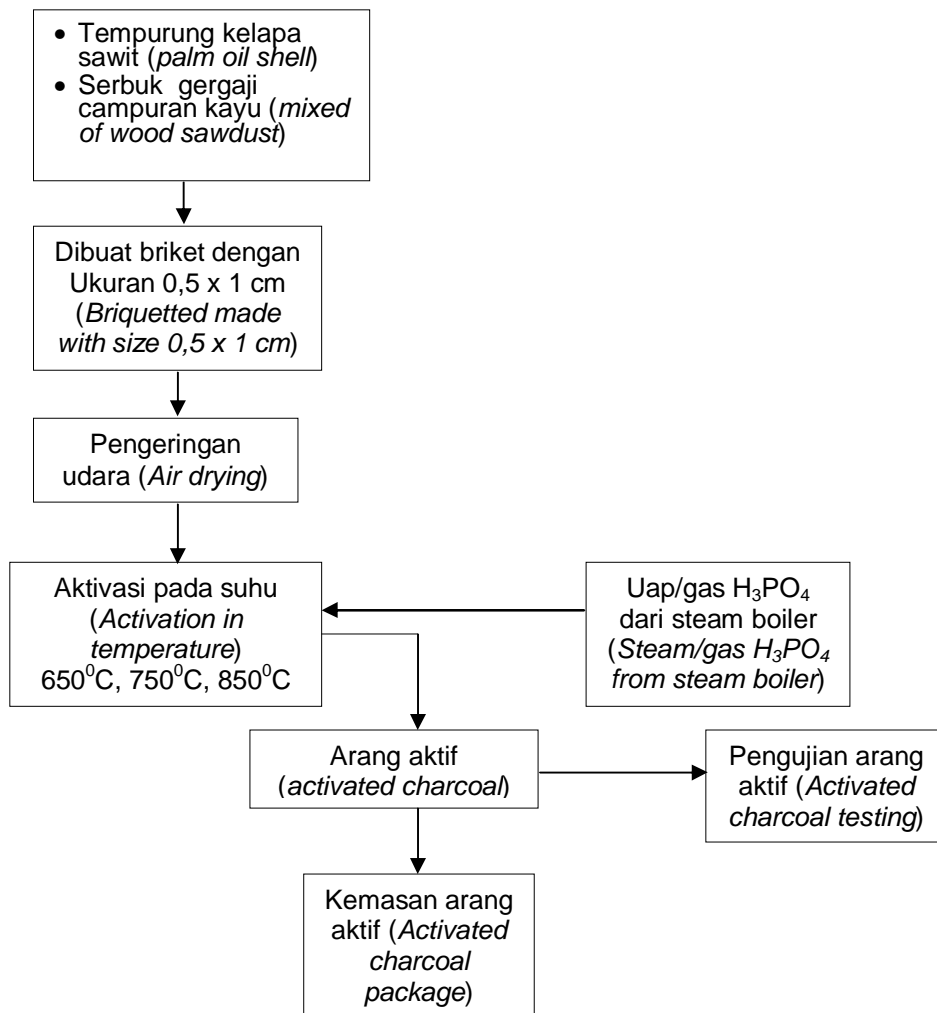 • Tempurung kelapa
sawit (palm oil shell)
• Serbuk gergaji
campuran kayu (mixed
of wood sawdust)
Dibuat briket dengan
Ukuran 0,5 x 1 cm
(Briquetted made
with size 0,5 x 1 cm)
Pengeringan
udara (Air drying)
Aktivasi pada suhu
(Activation in
temperature)
650⁰C, 750⁰C, 850⁰C
Uap/gas H₃PO₄
dari steam boiler
(Steam/gas H₃PO₄
from steam boiler)
Arang aktif
(activated charcoal)
Pengujian arang
aktif (Activated
charcoal testing)
Kemasan arang
aktif (Activated
charcoal
package)